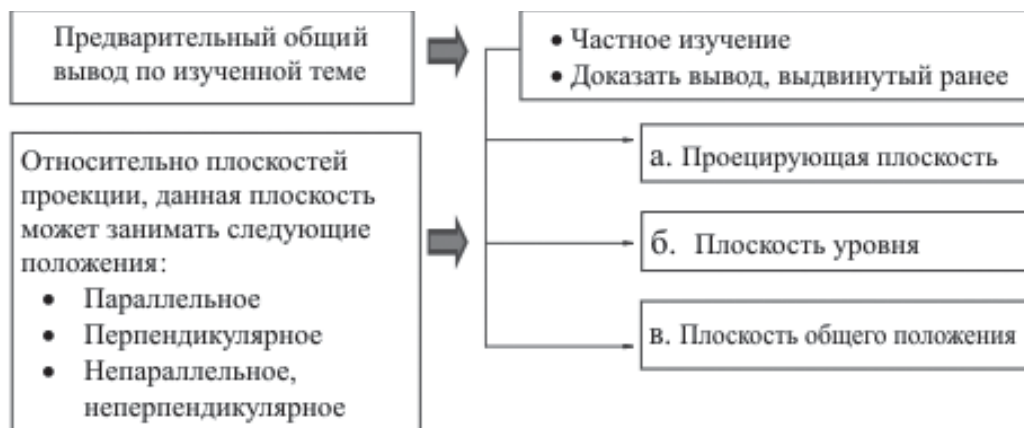 Предварительный общий
вывод по изученной теме
• Частное изучение
• Доказать вывод, выдвинутый ранее
Относительно плоскостей
проекции, данная плоскость
может занимать следующие
положения:
• Параллельное
• Перпендикулярное
• Непараллельное,
неперпендикулярное
а. Проецирующая плоскость
б. Плоскость уровня
в. Плоскость общего положения